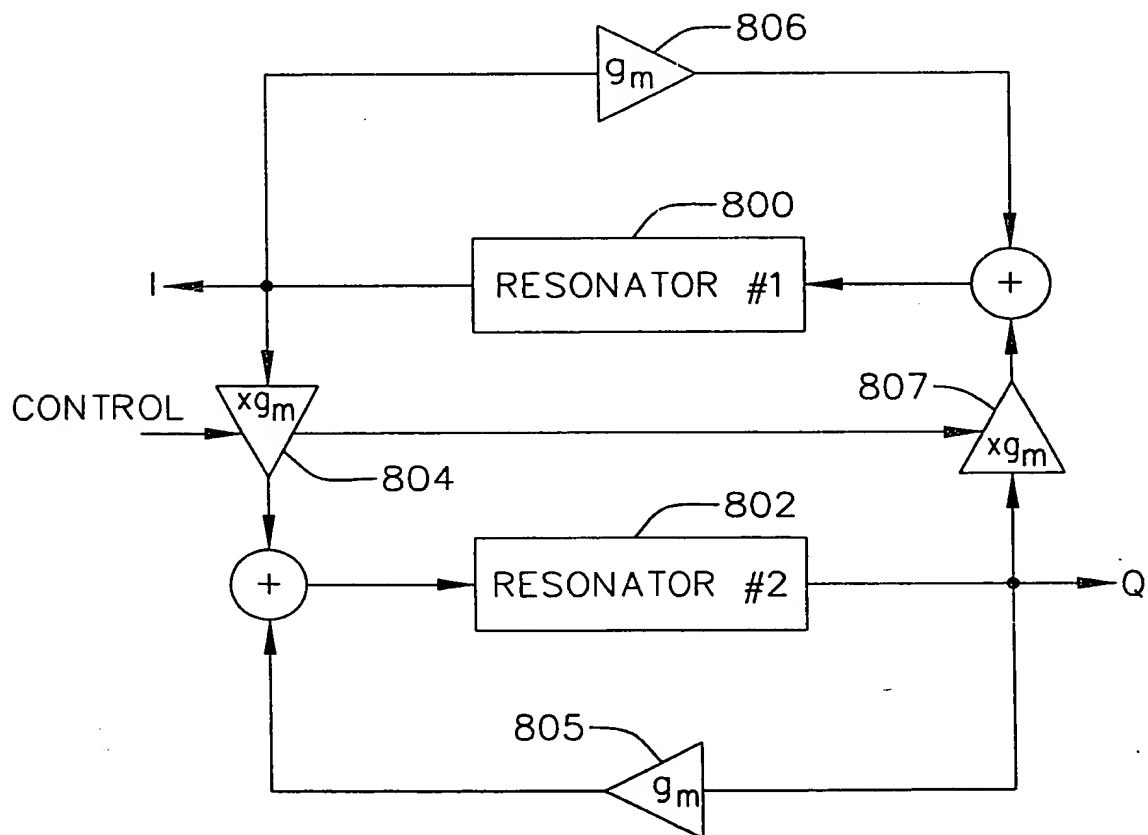 806
gm
800
I
RESONATOR #1
+
807
xgm
CONTROL
xgm
804
802
+
RESONATOR #2
Q
805
gm